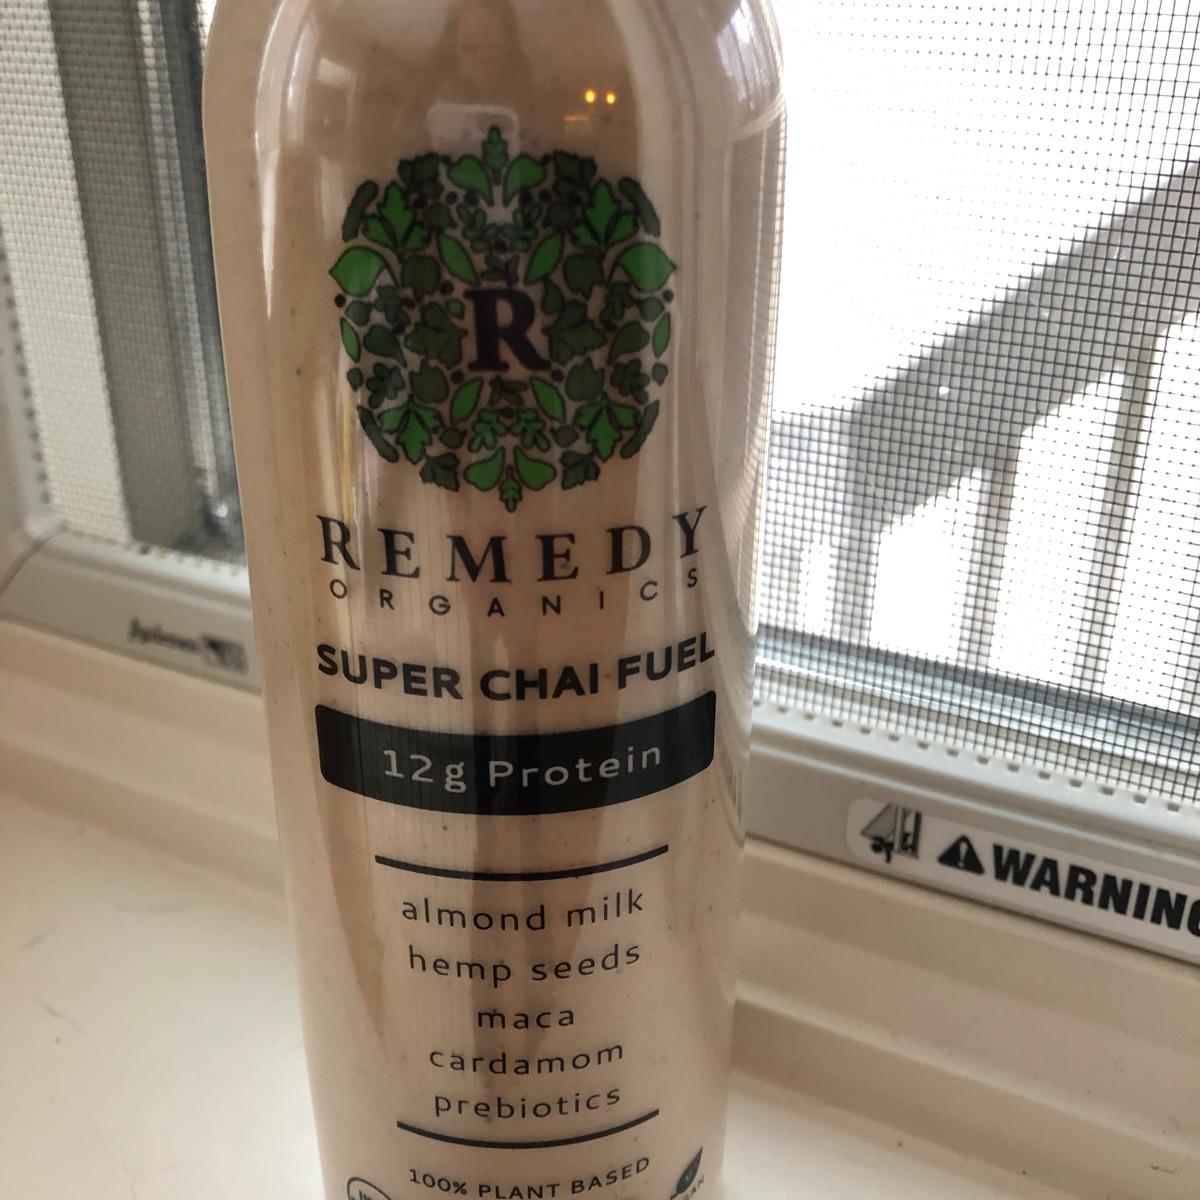 R
REMEDY
ORGANICS
SUPER CHAI FUEL
12g Protein
almond milk
hemp seeds
maca
cardamom
prebiotics
100% PLANT BASED
WARNING